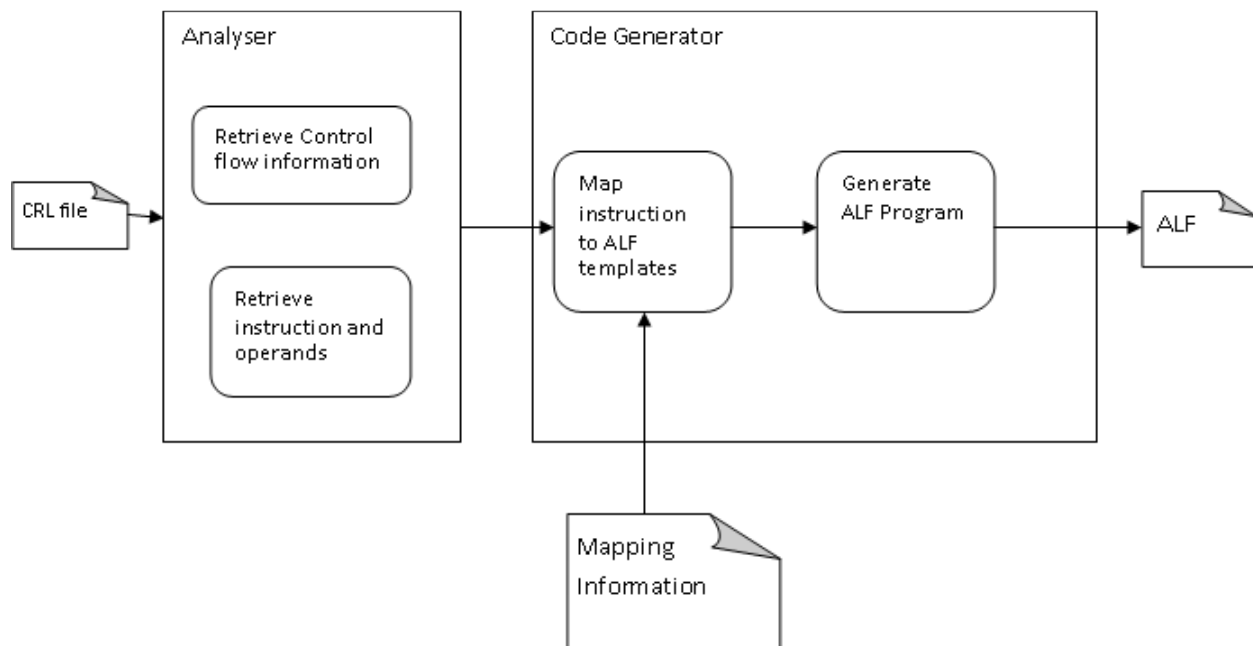 Analyser
Code Generator
Retrieve Control
flow information
CRL file
Retrieve
instruction and
operands
Map
instruction
to ALF
templates
Generate
ALF Program
ALF
Mapping
Information